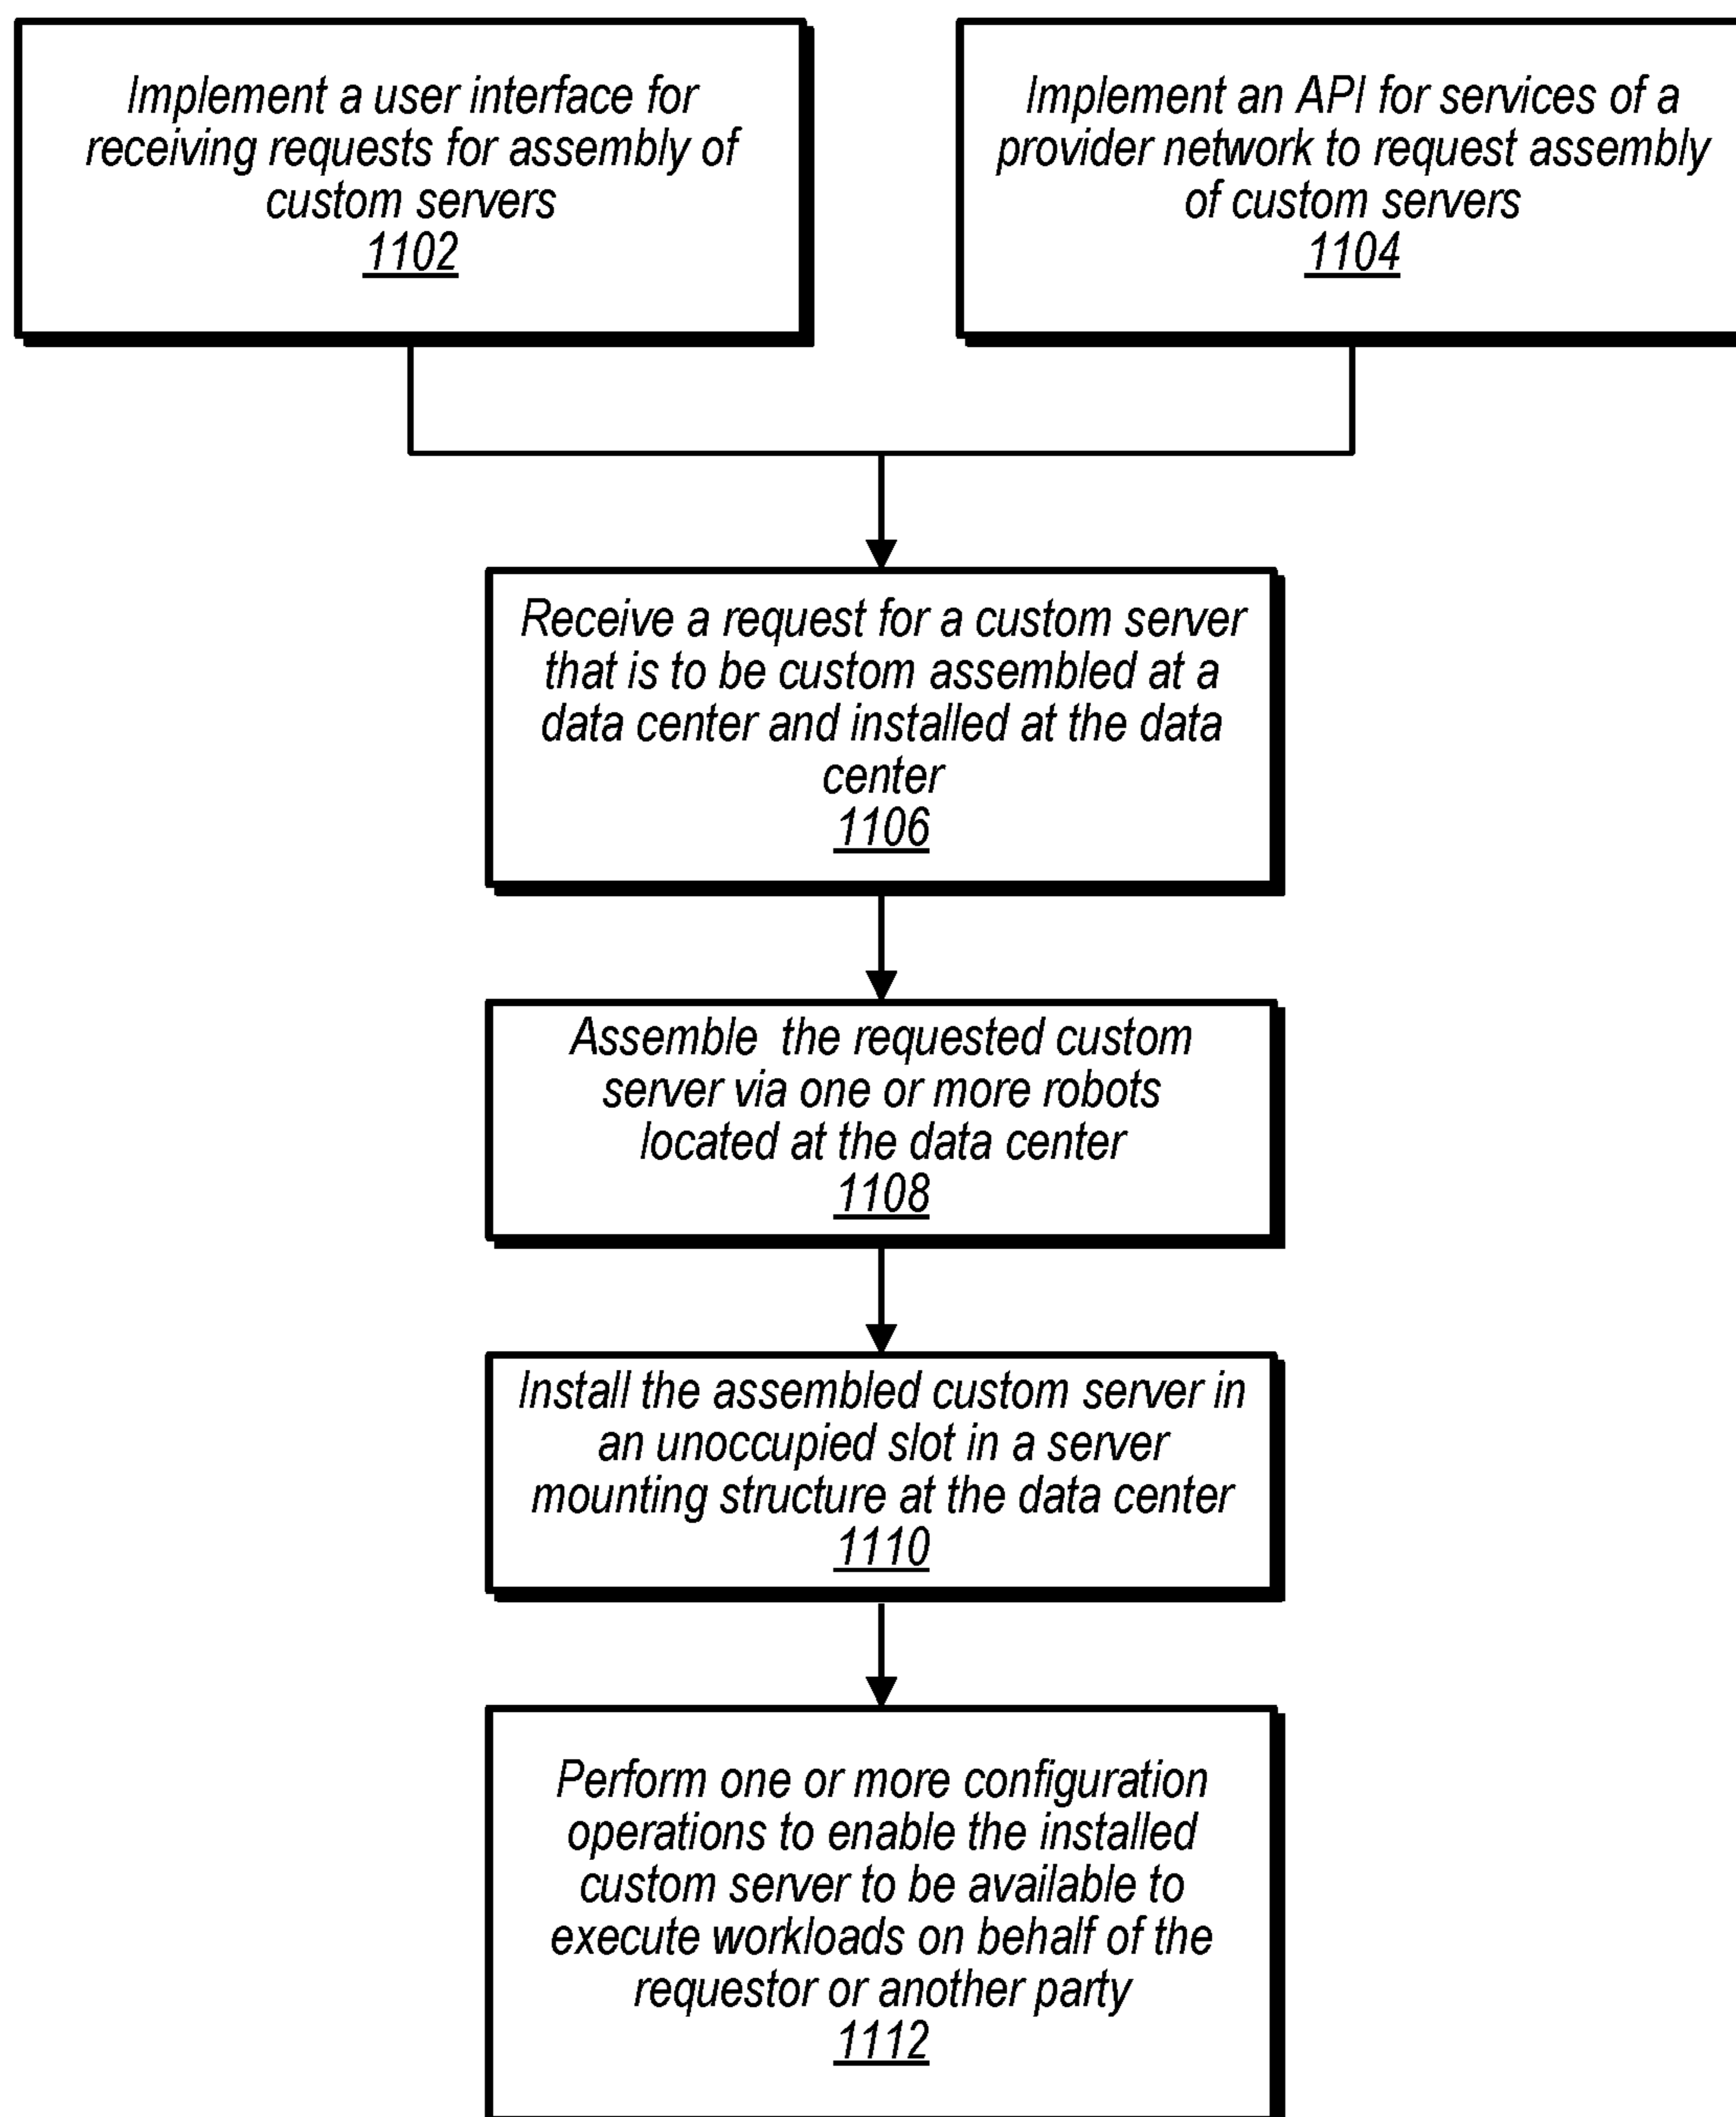 Implement a user interface for
receiving requests for assembly of
custom servers
1102
Implement an API for services of a
provider network to request assembly
of custom servers
1104
Receive a request for a custom server
that is to be custom assembled at a
data center and installed at the data
center
1106
Assemble the requested custom
server via one or more robots
located at the data center
1108
Install the assembled custom server in
an unoccupied slot in a server
mounting structure at the data center
1110
Perform one or more configuration
operations to enable the installed
custom server to be available to
execute workloads on behalf of the
requestor or another party
1112